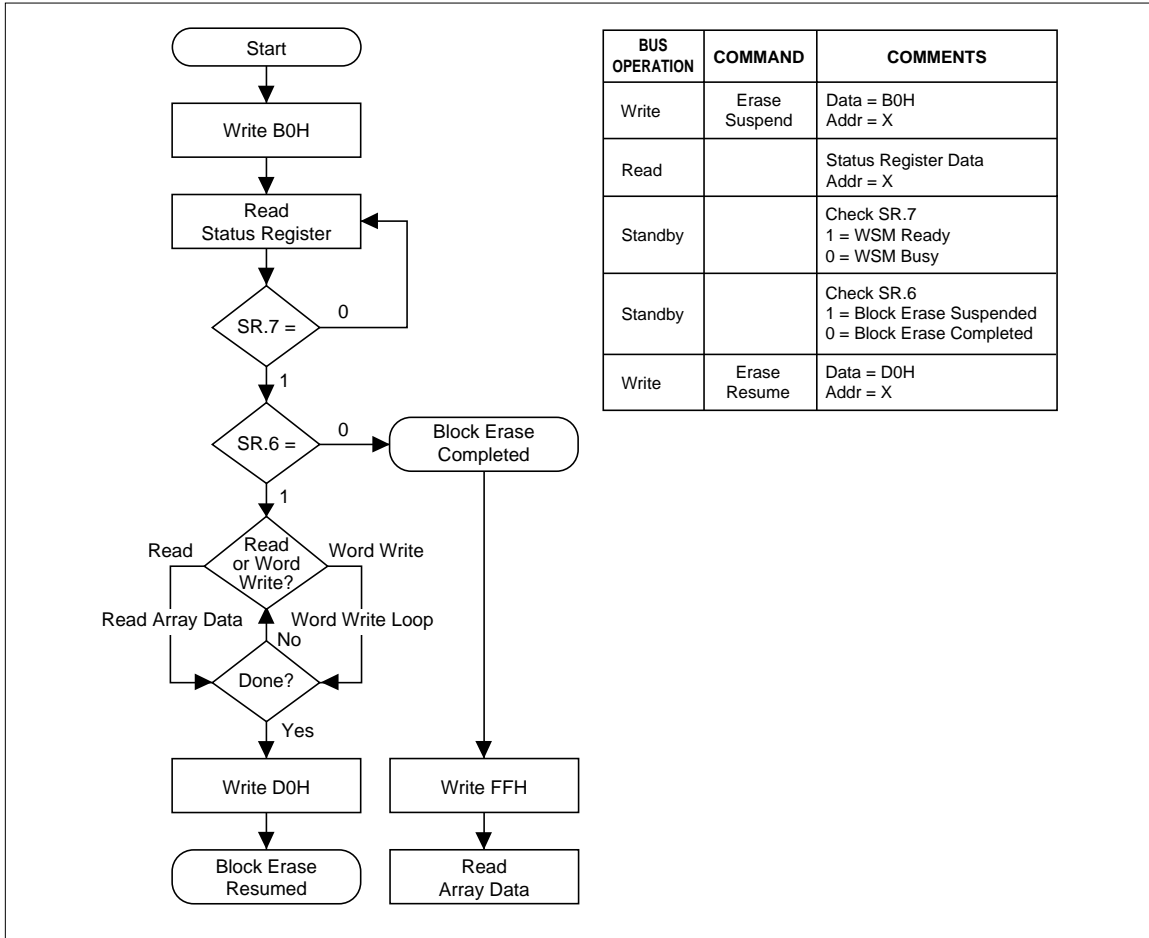 Start
Write B0H
Read
Status Register
SR.7 =
0
1
SR.6 =
0
Block Erase
Completed
1
Read
Read
or Word
Write?
Word Write
Read Array Data
Word Write Loop
No
Done?
Yes
Write D0H
Write FFH
Block Erase
Resumed
Read
Array Data
BUS
OPERATION
COMMAND
COMMENTS
Write
Erase
Suspend
Data = B0H
Addr = X
Read
Status Register Data
Addr = X
Standby
Check SR.7
1 = WSM Ready
0 = WSM Busy
Standby
Check SR.6
1 = Block Erase Suspended
0 = Block Erase Completed
Write
Erase
Resume
Data = D0H
Addr = X